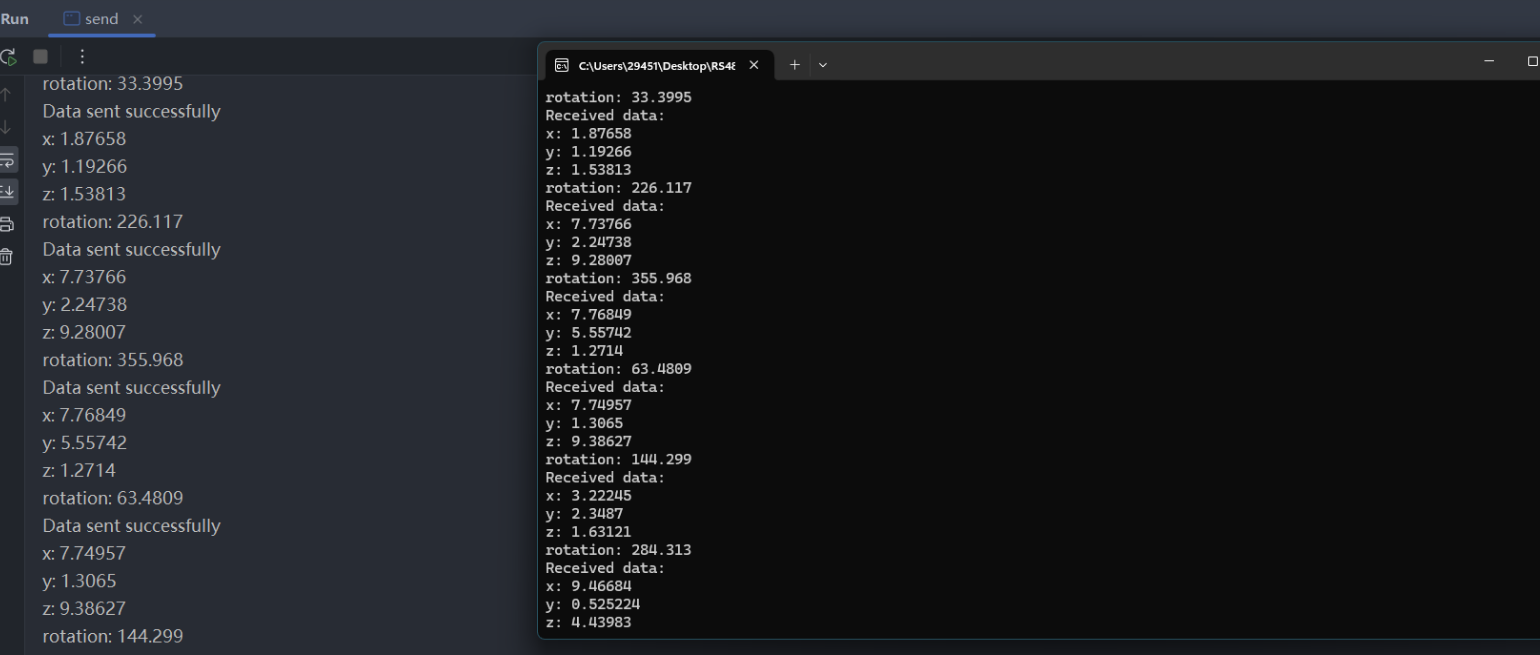 Run
send
rotation: 33.3995
Data sent successfully
x: 1.87658
y: 1.19266
z: 1.53813
rotation: 226.117
Data sent successfully
x: 7.73766
y: 2.24738
z: 9.28007
rotation: 355.968
Data sent successfully
x: 7.76849
y: 5.55742
z: 1.2714
rotation: 63.4809
Data sent successfully
x: 7.74957
y: 1.3065
z: 9.38627
rotation: 144.299
C:\Users\29451\Desktop\RS48
rotation: 33.3995
Received data:
x: 1.87658
y: 1.19266
z: 1.53813
rotation: 226.117
Received data:
x: 7.73766
y: 2.24738
z: 9.28007
rotation: 355.968
Received data:
x: 7.76849
y: 5.55742
z: 1.2714
rotation: 63.4809
Received data:
x: 7.74957
y: 1.3065
z: 9.38627
rotation: 144.299
Received data:
x: 3.22245
y: 2.3487
z: 1.63121
rotation: 284.313
Received data:
x: 9.46684
y: 0.525224
z: 4.43983